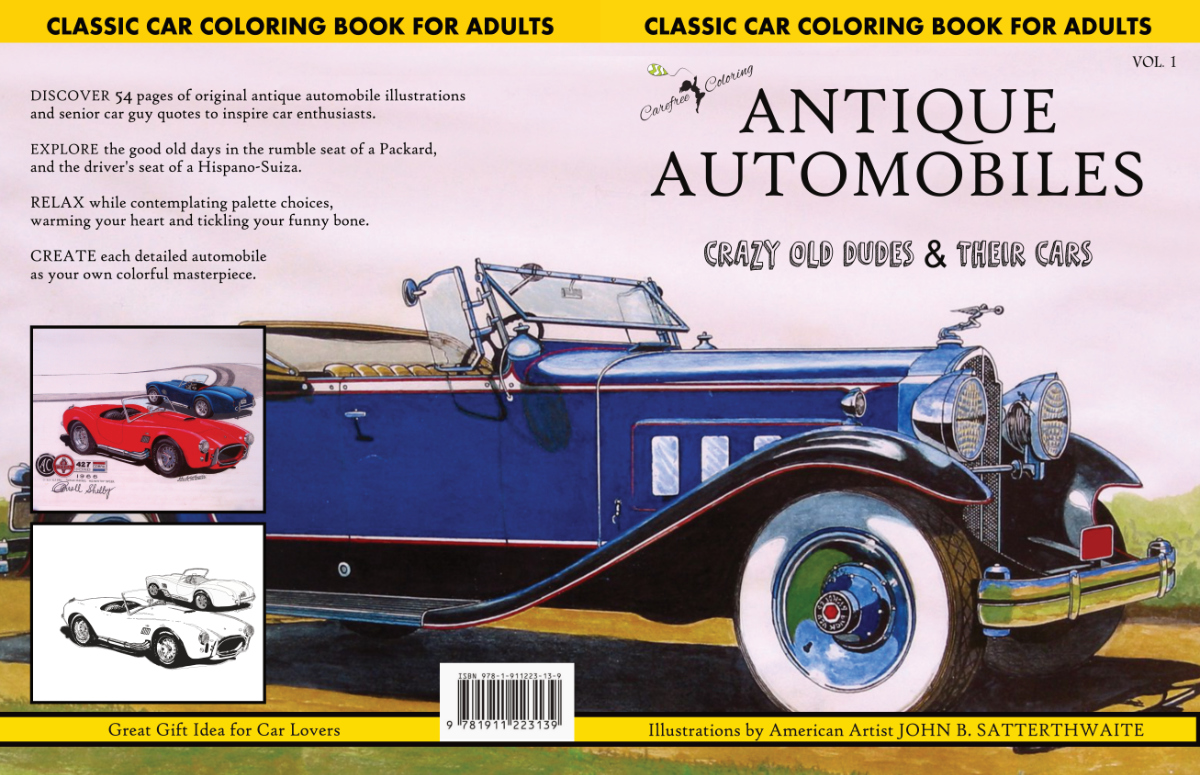 CLASSIC CAR COLORING BOOK FOR ADULTS
DISCOVER 54 pages of original antique automobile illustrations
and senior car guy quotes to inspire car enthusiasts.
EXPLORE the good old days in the rumble seat of a Packard,
and the driver's seat of a Hispano-Suiza.
RELAX while contemplating palette choices,
warming your heart and tickling your funny bone.
CREATE each detailed automobile
as your own colorful masterpiece.
AC
427
1966
Carroll Shelby
ISBN 978-1-911223-13-9
9 781911 223139
Great Gift Idea for Car Lovers
CLASSIC CAR COLORING BOOK FOR ADULTS
VOL. 1
Carefree Coloring
ANTIQUE
AUTOMOBILES
CRAZY OLD DUDES & THEIR CARS
Illustrations by American Artist JOHN B. SATTERTHWAITE